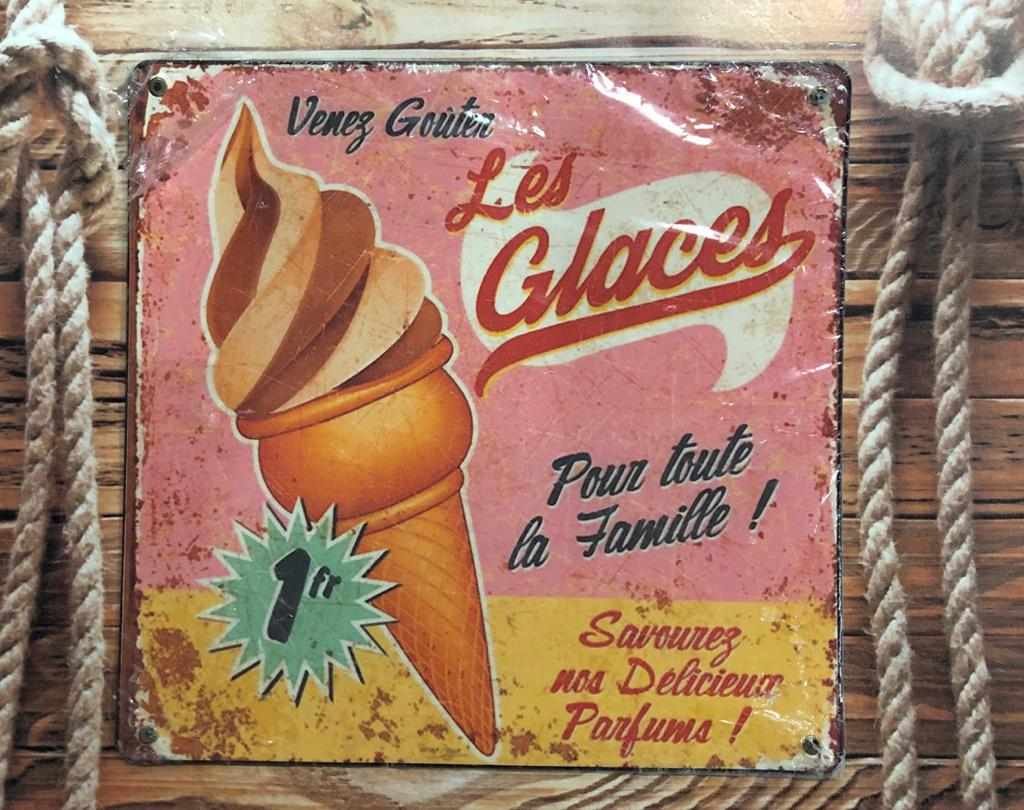 Venez Goûter
Les
Glaces
Pour toute
la Famille !
1fr
Savourez
nos Délicieux
Parfums !